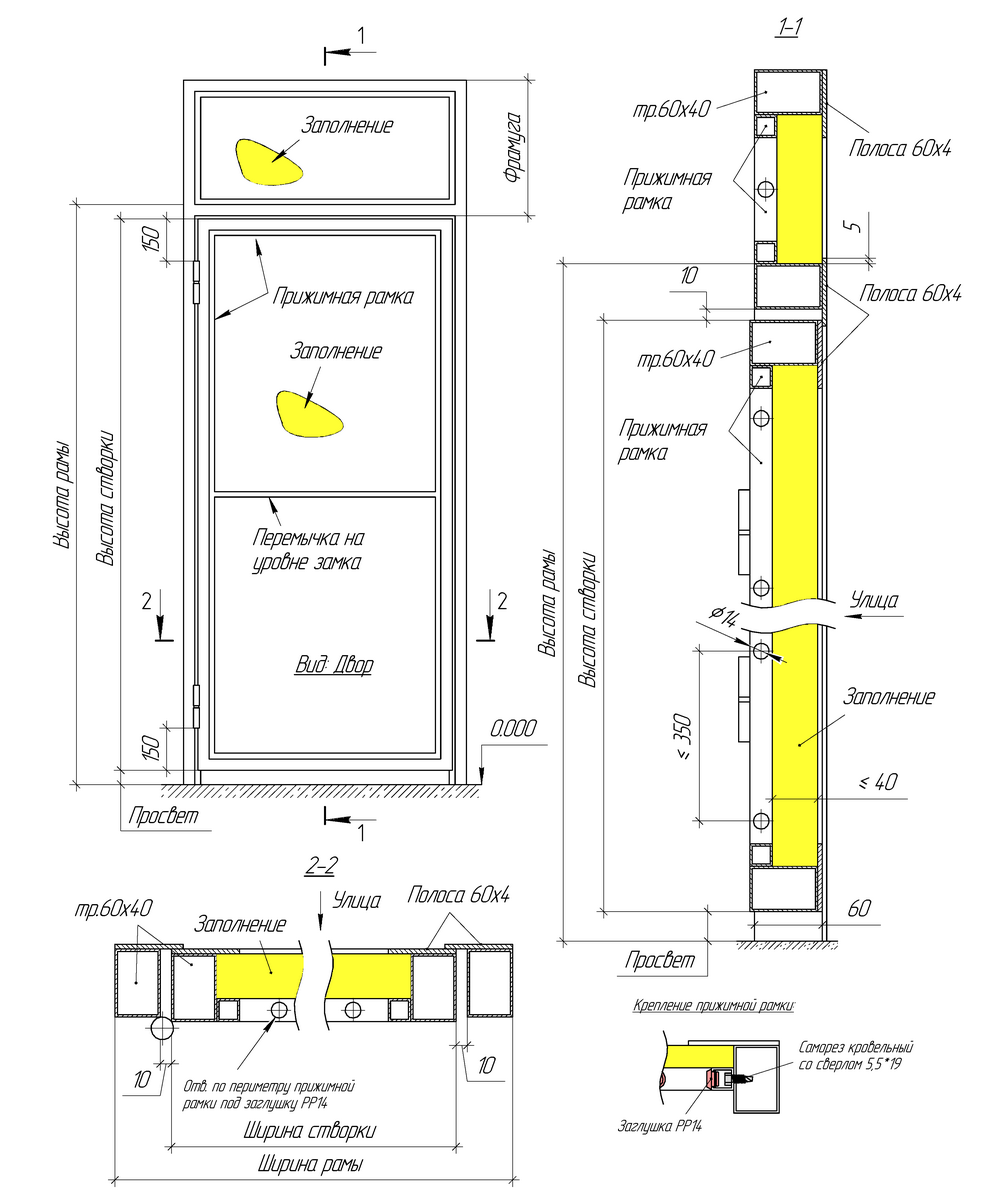 1
Заполнение
Фрамуга
150
Прижимная рамка
Заполнение
Высота рамы
Высота створки
Перемычка на
уровне замка
2
2
Вид: Двор
150
0.000
Просвет
1
1-1
тр.60х40
Полоса 60х4
Прижимная
рамка
5
10
Полоса 60х4
тр.60х40
Прижимная
рамка
Высота рамы
Высота створки
Улица
⌀14
Заполнение
≤ 350
≤ 40
60
Просвет
2-2
Улица
тр.60х40
Полоса 60х4
Заполнение
10
10
Отв. по периметру прижимной
рамки под заглушку РР14
Ширина створки
Ширина рамы
Крепление прижимной рамки:
Саморез кровельный
со сверлом 5,5*19
Заглушка РР14